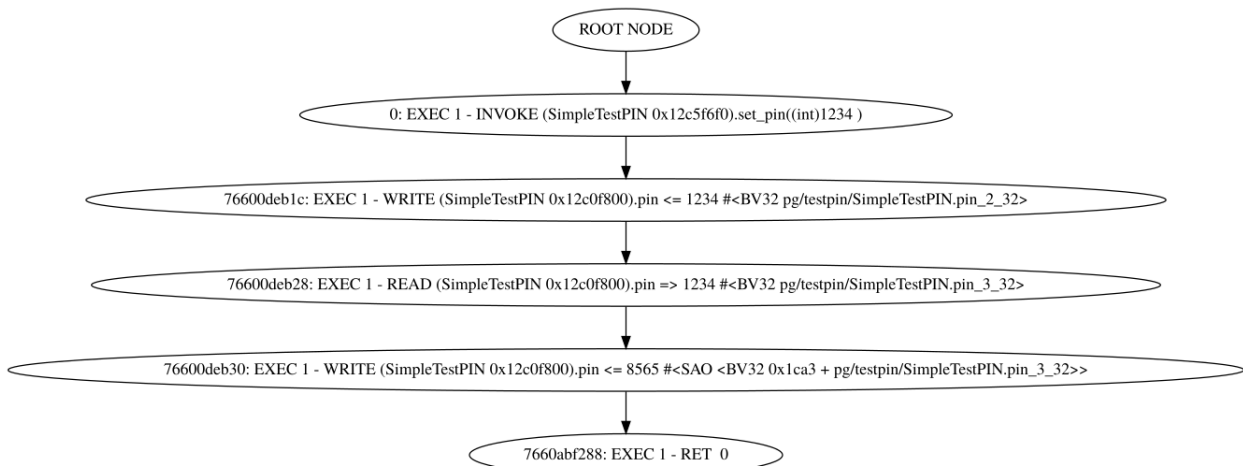 ROOT NODE
0: EXEC 1 - INVOKE (SimpleTestPIN 0x12c5f6f0).set_pin((int)1234 )
76600deb1c: EXEC 1 - WRITE (SimpleTestPIN 0x12c0f800).pin <= 1234 #<BV32 pg/testpin/SimpleTestPIN.pin_2_32>
76600deb28: EXEC 1 - READ (SimpleTestPIN 0x12c0f800).pin => 1234 #<BV32 pg/testpin/SimpleTestPIN.pin_3_32>
76600deb30: EXEC 1 - WRITE (SimpleTestPIN 0x12c0f800).pin <= 8565 #<SAO <BV32 0x1ca3 + pg/testpin/SimpleTestPIN.pin_3_32>>
7660abf288: EXEC 1 - RET  0